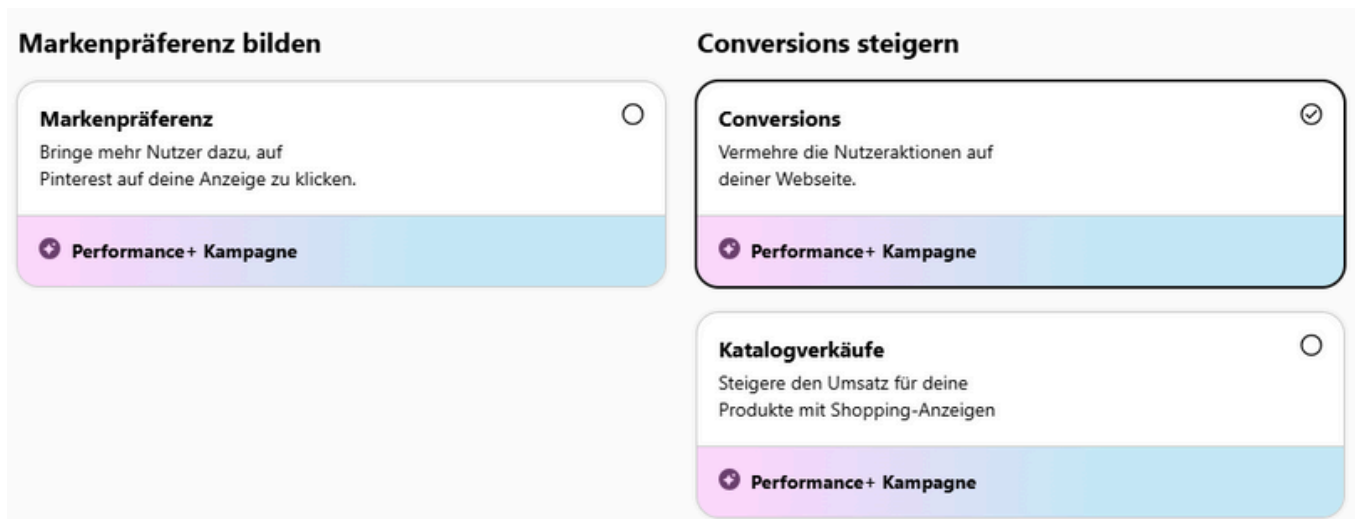 Markenpräferenz bilden
Markenpräferenz
Bringe mehr Nutzer dazu, auf
Pinterest auf deine Anzeige zu klicken.
Performance+ Kampagne
Conversions steigern
Conversions
Vermehre die Nutzeraktionen auf
deiner Webseite.
Performance+ Kampagne
Katalogverkäufe
Steigere den Umsatz für deine
Produkte mit Shopping-Anzeigen
Performance+ Kampagne